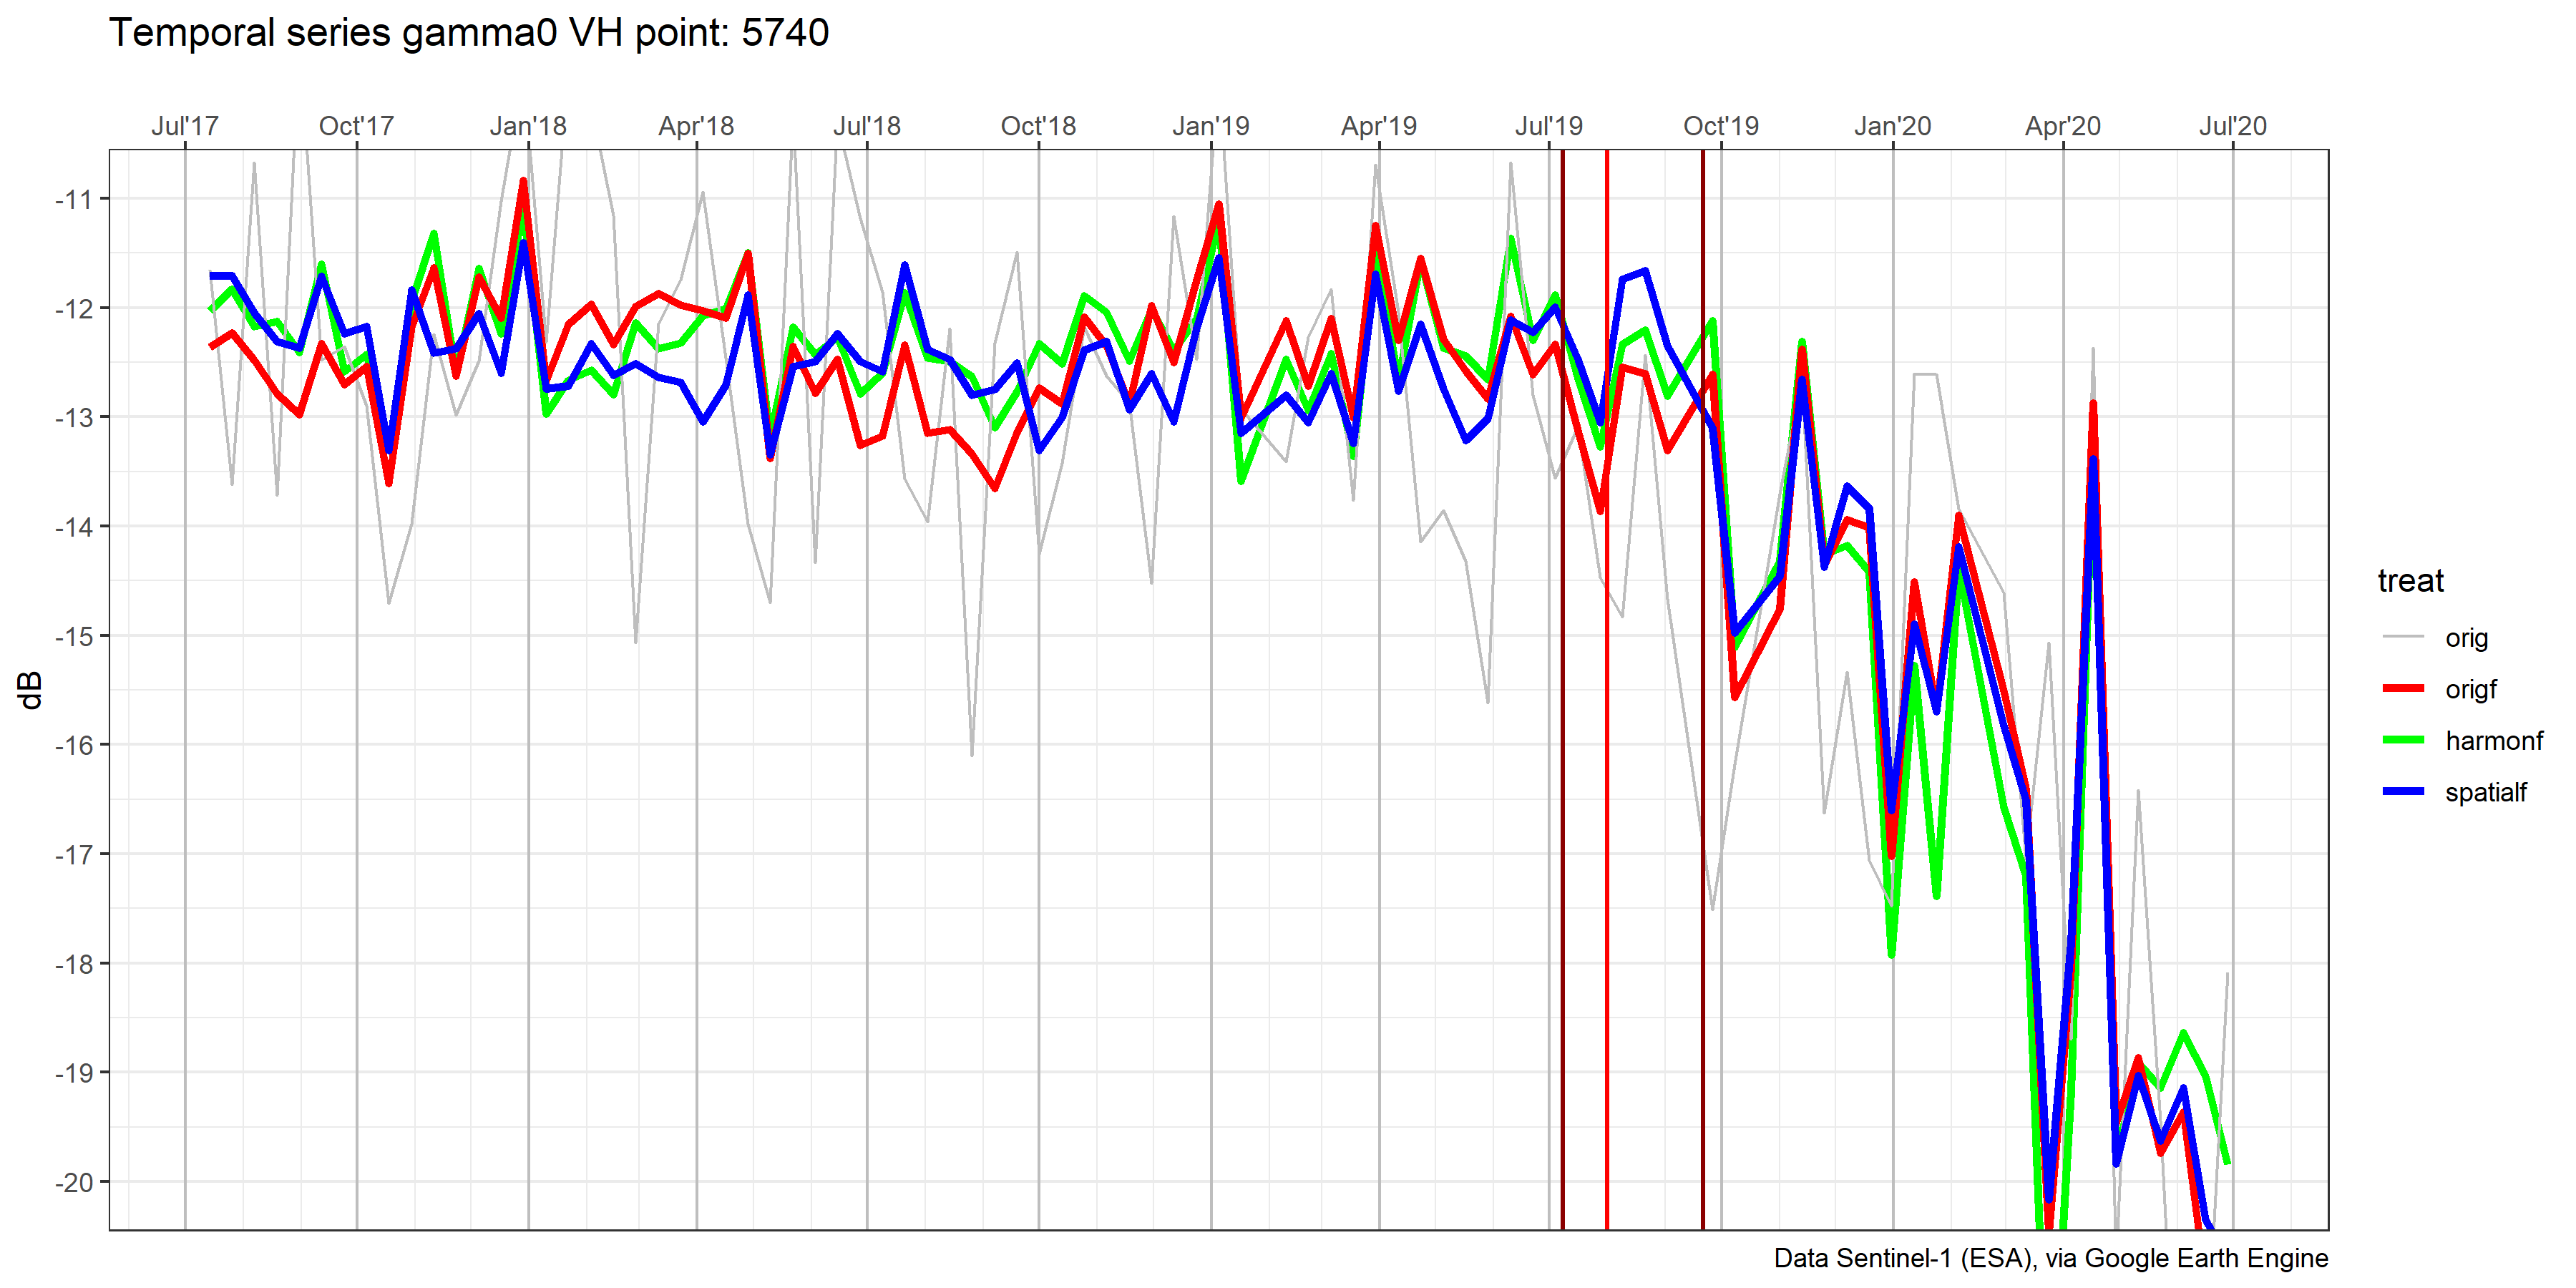 Temporal series gamma0 VH point: 5740
Jul'17 Oct'17 Jan'18 Apr'18 Jul'18 Oct'18 Jan'19 Apr'19 Jul'19 Oct'19 Jan'20 Apr'20 Jul'20
-11
-12
-13
-14
-15
-16
-17
-18
-19
-20
dB
treat
orig
origf
harmonf
spatialf
Data Sentinel-1 (ESA), via Google Earth Engine